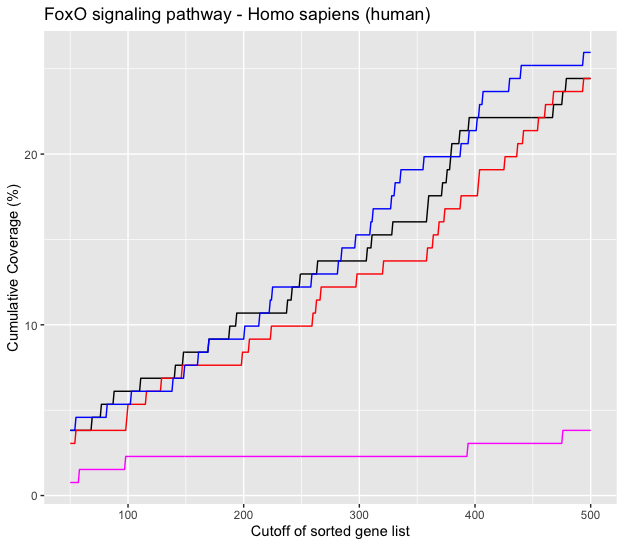 FoxO signaling pathway - Homo sapiens (human)
Cumulative Coverage (%)
20
10
0
100 200 300 400 500
Cutoff of sorted gene list